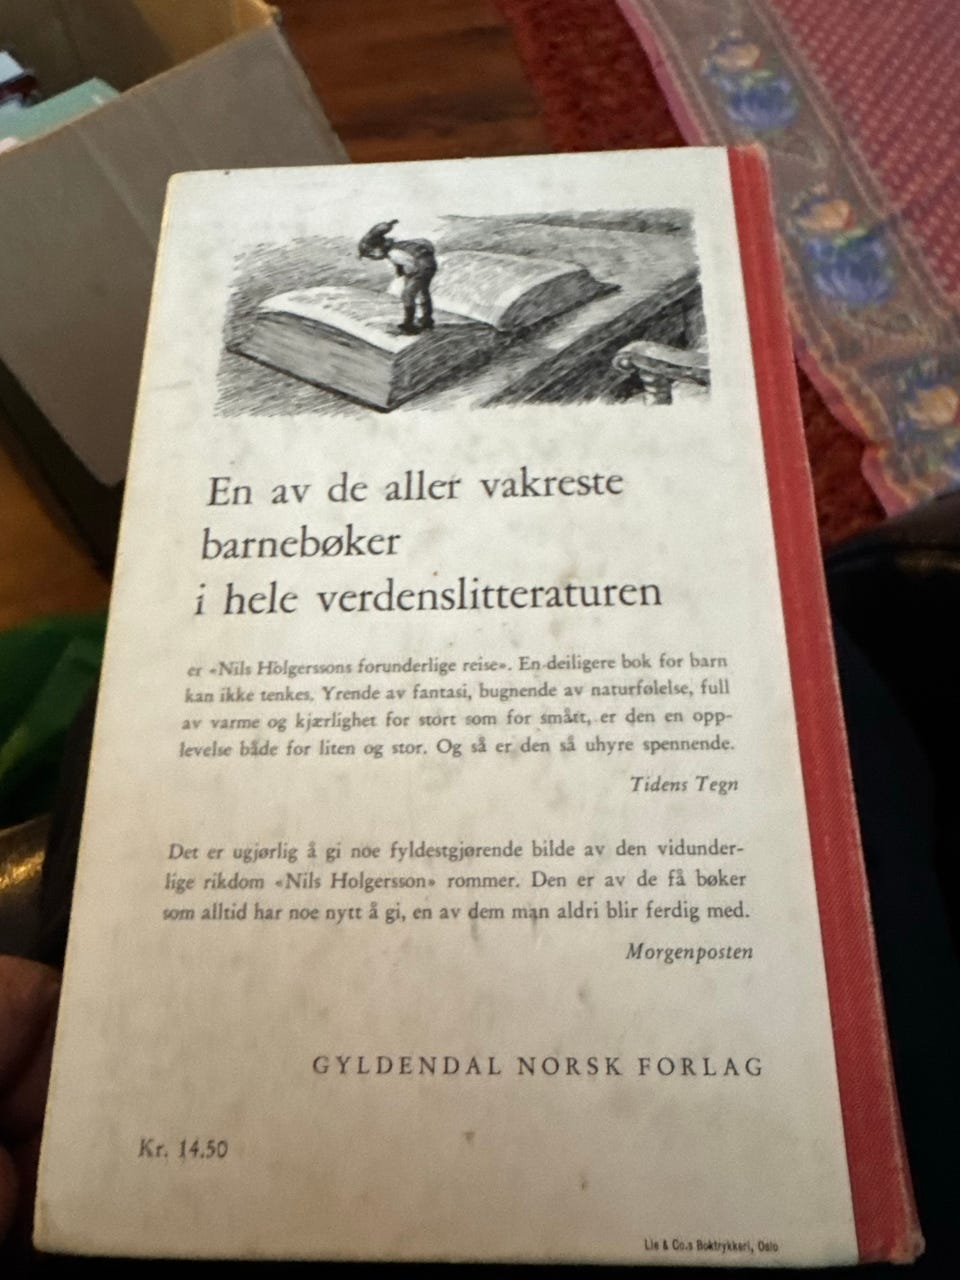 En av de aller vakreste
barnebøker
i hele verdenslitteraturen
er «Nils Holgerssons forunderlige reise». En deiligere bok for barn
kan ikke tenkes. Yrende av fantasi, bugnende av naturfølelse, full
av varme og kjærlighet for stort som for smått, er den en opp-
levelse både for liten og stor. Og så er den så uhyre spennende.
Tidens Tegn
Det er ugjørlig å gi noe fyldestgjørende bilde av den vidunder-
lige rikdom «Nils Holgersson» rommer. Den er av de få bøker
som alltid har noe nytt å gi, en av dem man aldri blir ferdig med.
Morgenposten
GYLDENDAL NORSK FORLAG
Kr. 14.50
Lie & Co.s Boktrykkeri, Oslo